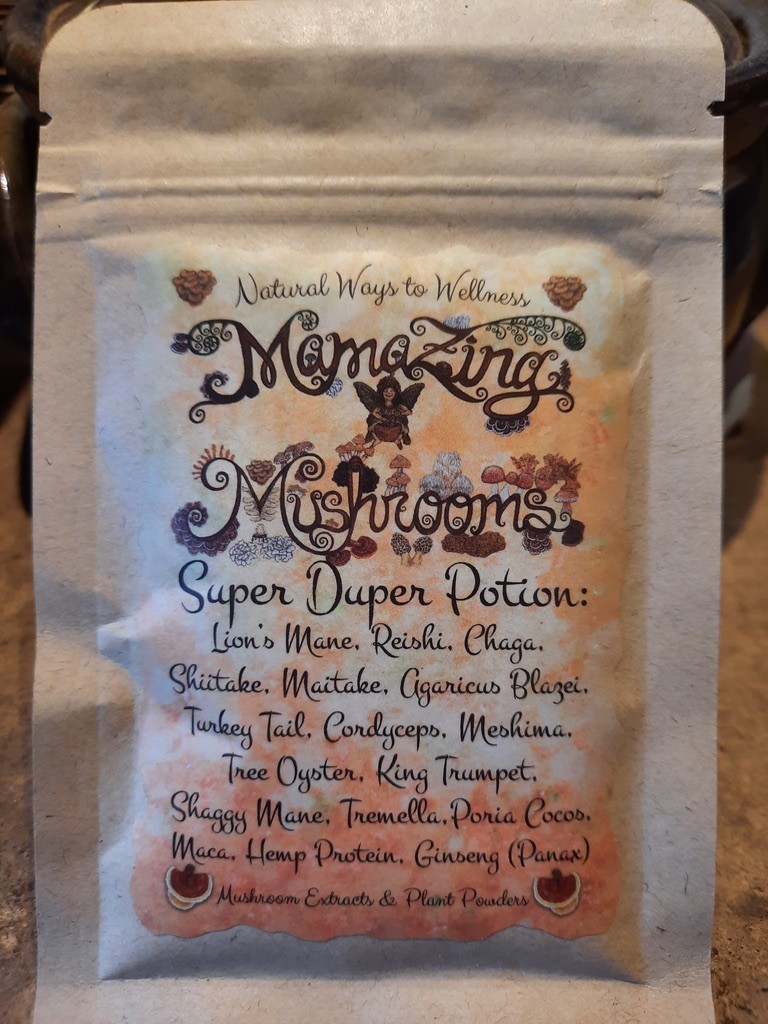 Natural Ways to Wellness
MamaZing
Mushrooms
Super Duper Potion:
Lion's Mane, Reishi, Chaga,
Shiitake, Maitake, Agaricus Blazei,
Turkey Tail, Cordyceps, Meshima,
Tree Oyster, King Trumpet,
Shaggy Mane, Tremella, Poria Cocos,
Maca, Hemp Protein, Ginseng (Panax)
Mushroom Extracts & Plant Powders